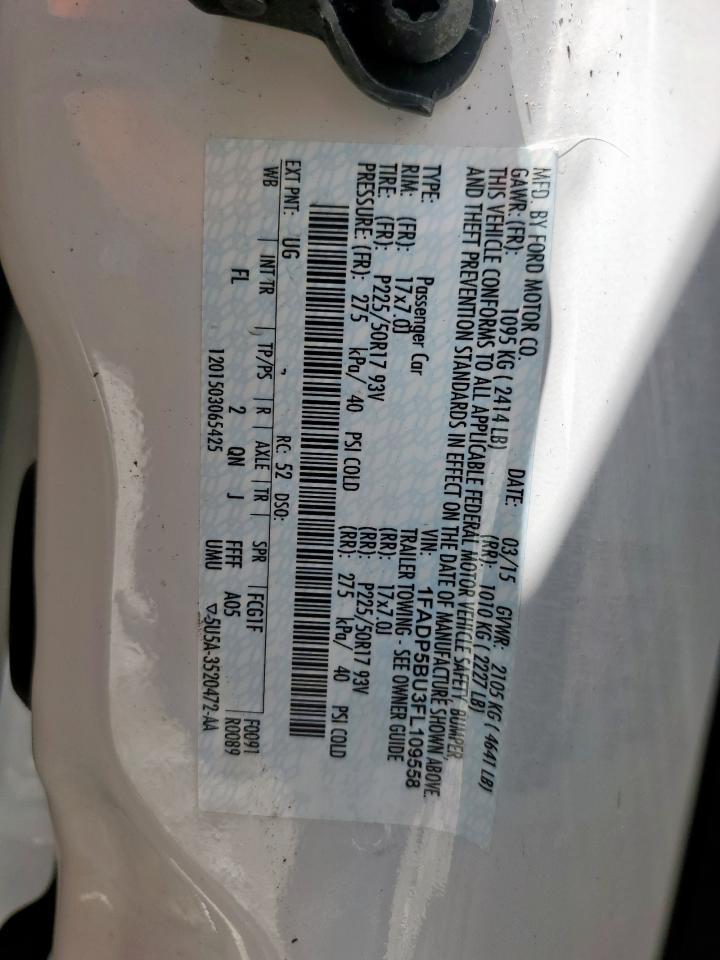 MFD. BY FORD MOTOR CO.
DATE: 03/15 GVWR: 2105 KG ( 4641 LB)
GAWR: (FR): 1095 KG ( 2414 LB) (RR): 1010 KG ( 2227 LB)
THIS VEHICLE CONFORMS TO ALL APPLICABLE FEDERAL MOTOR VEHICLE SAFETY, BUMPER,
AND THEFT PREVENTION STANDARDS IN EFFECT ON THE DATE OF MANUFACTURE SHOWN ABOVE.
VIN: 1FADP5BU3FL109558
TYPE: Passenger Car TRAILER TOWING - SEE OWNER GUIDE
RIM: (FR): 17x7.0J (RR): 17x7.0J
TIRE: (FR): P225/50R17 93V (RR): P225/50R17 93V
PRESSURE: (FR): 275 kPa/ 40 PSI COLD (RR): 275 kPa/ 40 PSI COLD
EXT PNT: UG RC: 52 DSO:
WB | INT TR | TP/PS | R | AXLE | TR | SPR | FCG1F F0091
FL 2 QN J FFFF A05 R0089
1201503065425 UMU ▽5U5A-3520472-AA